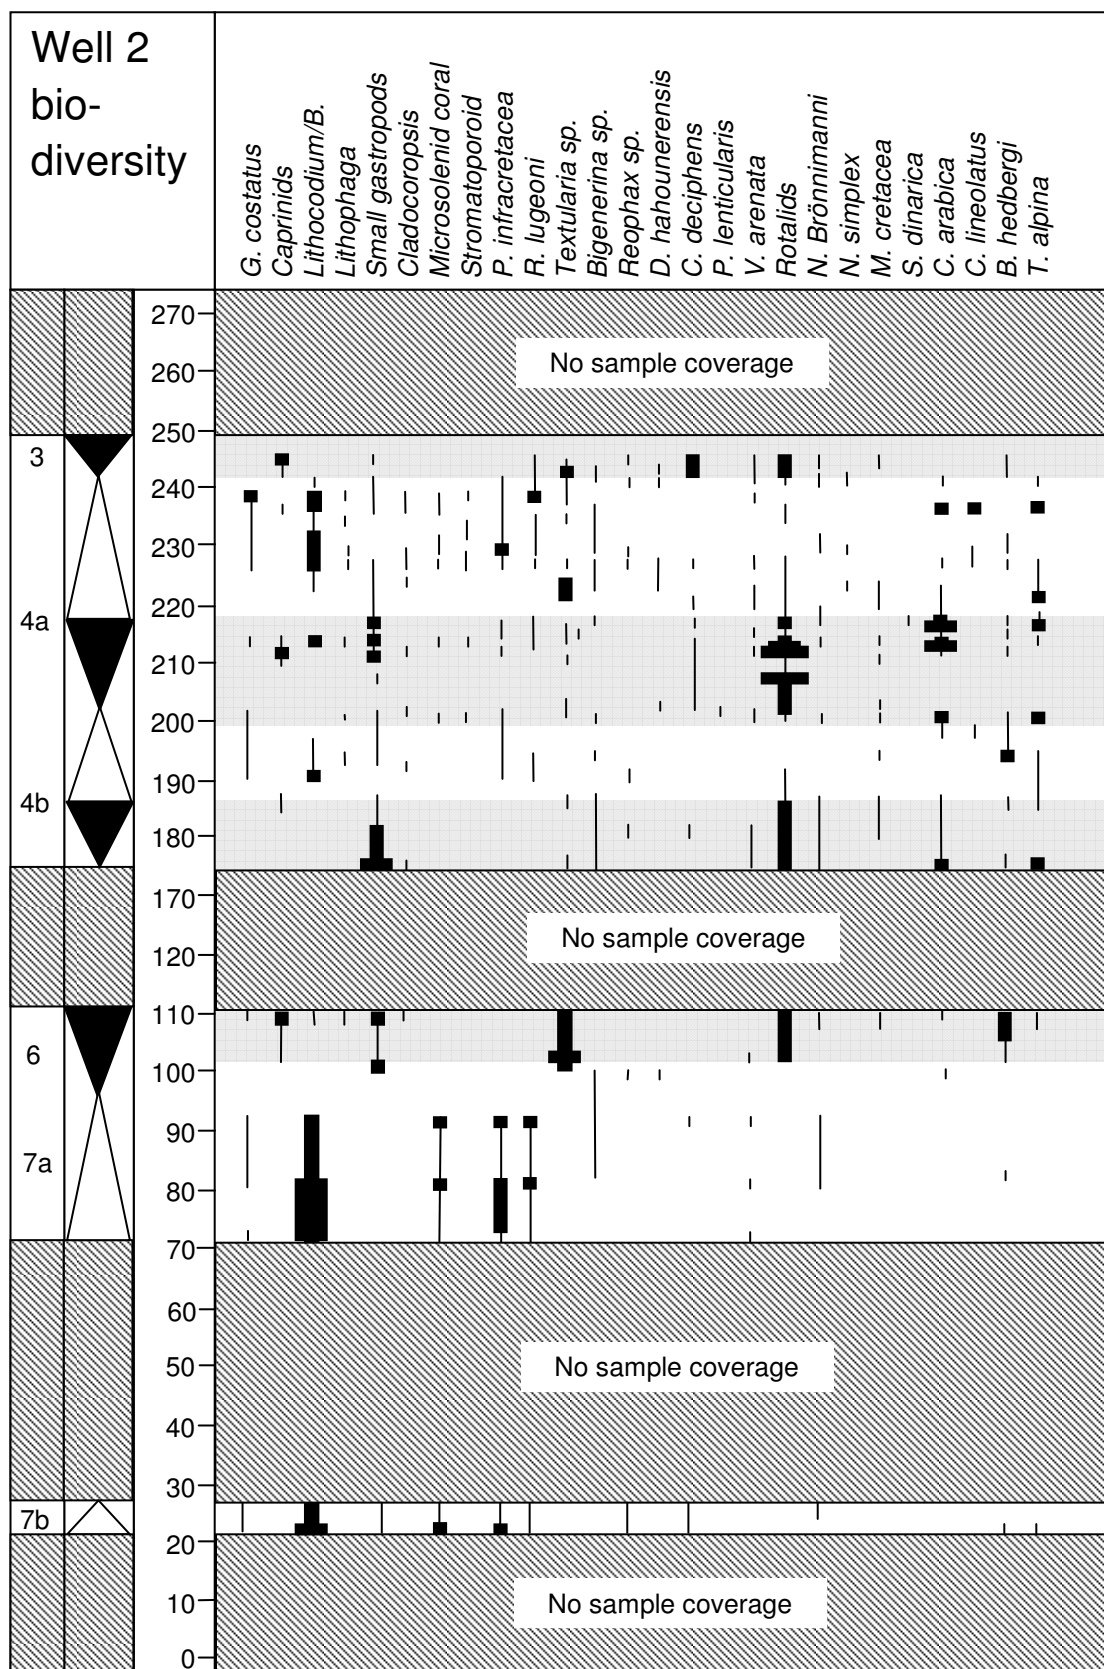 Well 2
bio-
diversity
G. costatus
Caprinids
Lithocodium/B.
Lithophaga
Small gastropods
Cladocoropsis
Microsolenid coral
Stromatoporoid
P. infracretacea
R. lugeoni
Textularia sp.
Bigenerina sp.
Reophax sp.
D. hahounerensis
C. deciphens
P. lenticularis
V. arenata
Rotalids
N. Brönnimanni
N. simplex
M. cretacea
S. dinarica
C. arabica
C. lineolatus
B. hedbergi
T. alpina
270
No sample coverage
260
250
3
240
230
220
4a
210
200
190
4b
180
170
No sample coverage
120
110
6
100
90
7a
80
70
60
No sample coverage
50
40
30
7b
20
No sample coverage
10
0